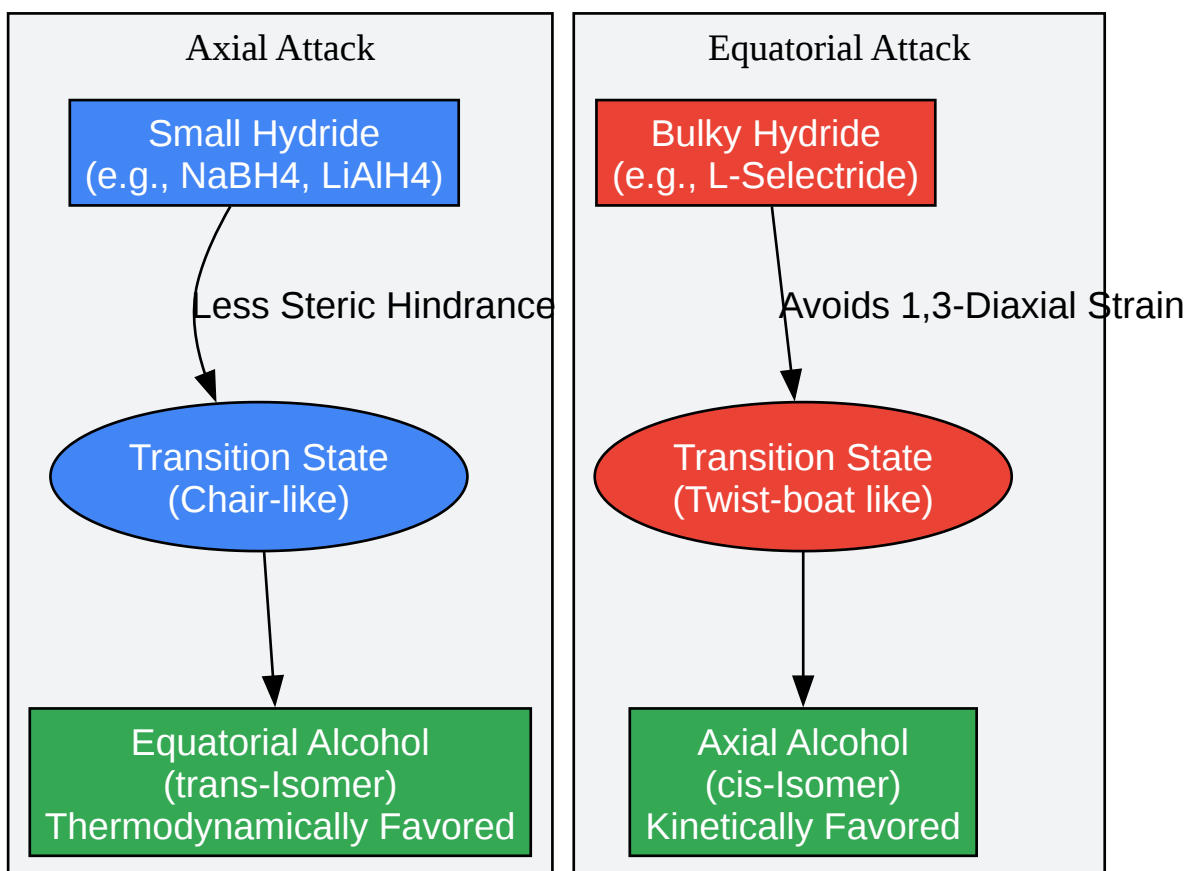 Axial Attack
Small Hydride
(e.g., NaBH4, LiAlH4)
Less Steric Hindrance
Transition State
(Chair-like)
Equatorial Alcohol
(trans-Isomer)
Thermodynamically Favored
Equatorial Attack
Bulky Hydride
(e.g., L-Selectride)
Avoids 1,3-Diaxial Strain
Transition State
(Twist-boat like)
Axial Alcohol
(cis-Isomer)
Kinetically Favored